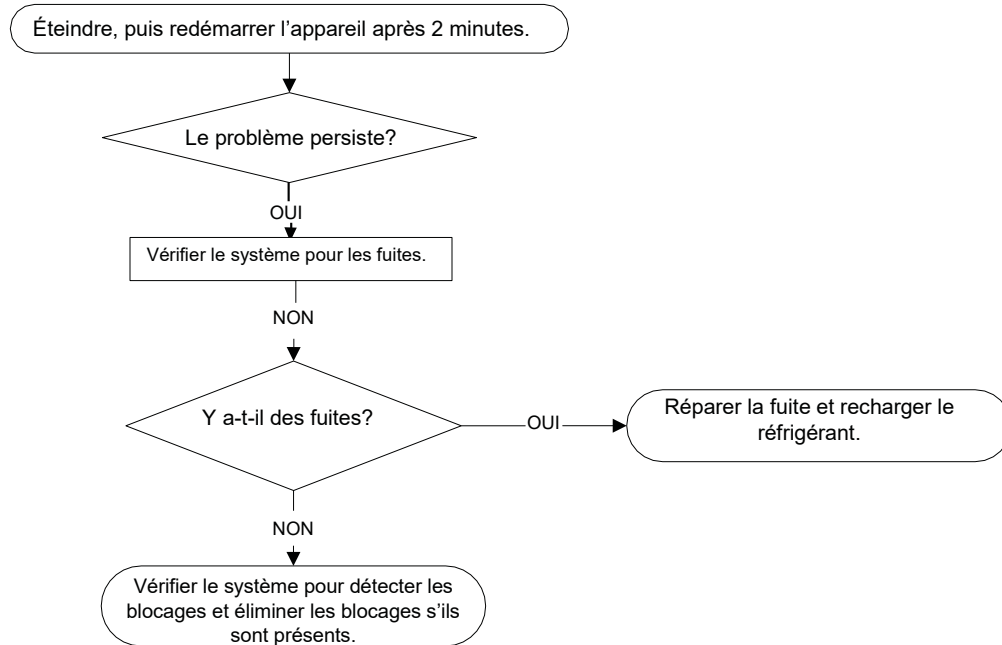 Éteindre, puis redémarrer l’appareil après 2 minutes.
Le problème persiste?
OUI
Vérifier le système pour les fuites.
NON
Y a-t-il des fuites?
OUI
Réparer la fuite et recharger le
réfrigérant.
NON
Vérifier le système pour détecter les
blocages et éliminer les blocages s’ils
sont présents.